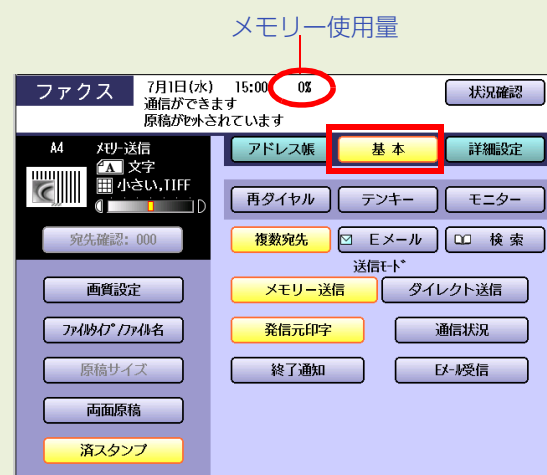 メモリー使用量
ファクス 7月1日(水) 15:00 0% 状況確認
通信ができます
原稿がｾｯﾄされています
A4 ﾒﾓﾘｰ送信
A 文字
小さい,TIFF
D
宛先確認: 000
アドレス帳 基本 詳細設定
再ダイヤル テンキー モニター
複数宛先 Ｅメール 検索
送信ﾓｰﾄﾞ
画質設定 メモリー送信 ダイレクト送信
ﾌｧｲﾙﾀｲﾌﾟ/ﾌｧｲﾙ名 発信元印字 通信状況
原稿サイズ 終了通知 Eﾒｰﾙ受信
両面原稿
済スタンプ